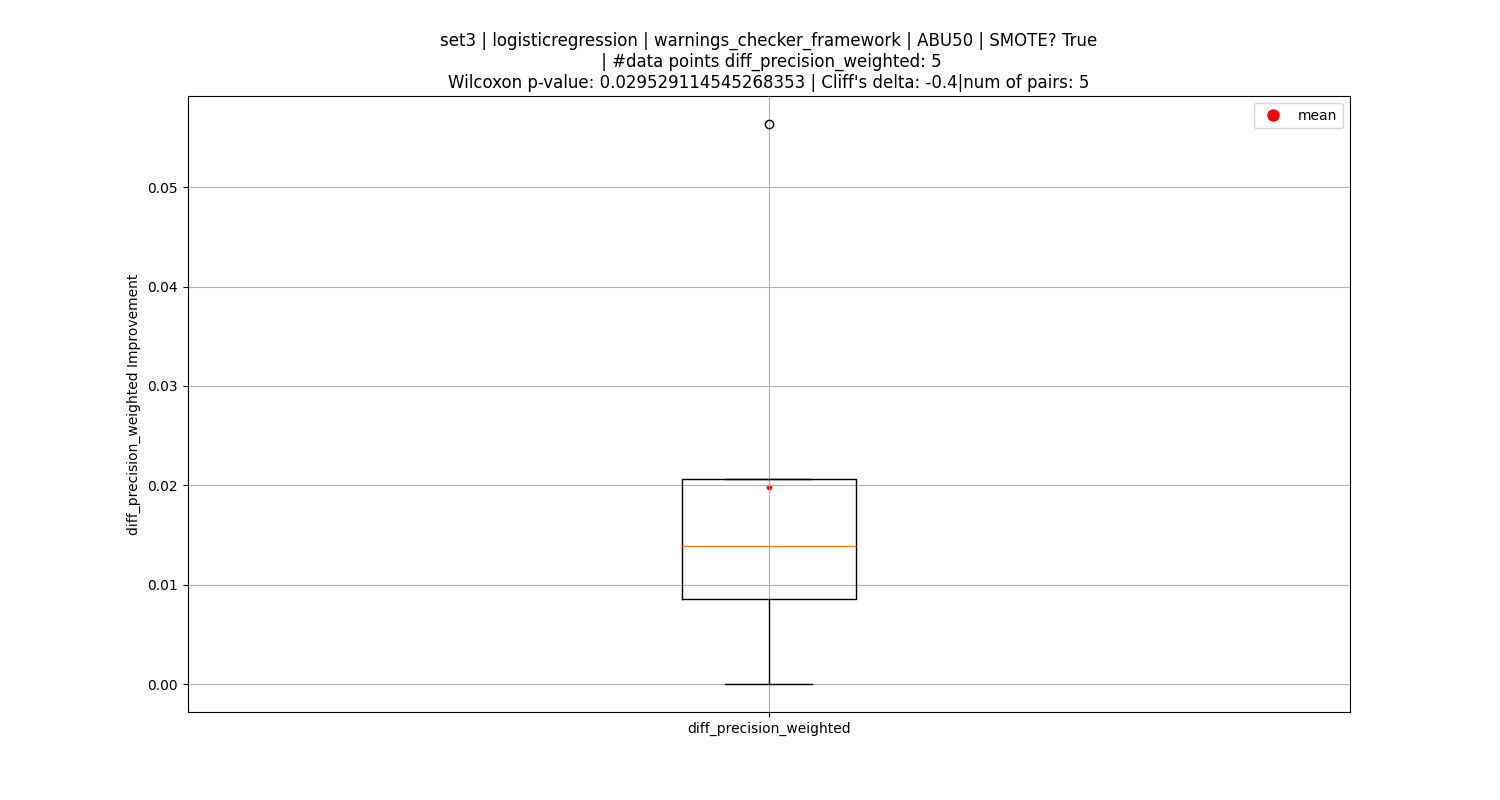 set3 | logisticregression | warnings_checker_framework | ABU50 | SMOTE? True
| #data points diff_precision_weighted: 5
Wilcoxon p-value: 0.029529114545268353 | Cliff's delta: -0.4|num of pairs: 5
mean
0.05
0.04
0.03
0.02
0.01
0.00
diff_precision_weighted Improvement
diff_precision_weighted